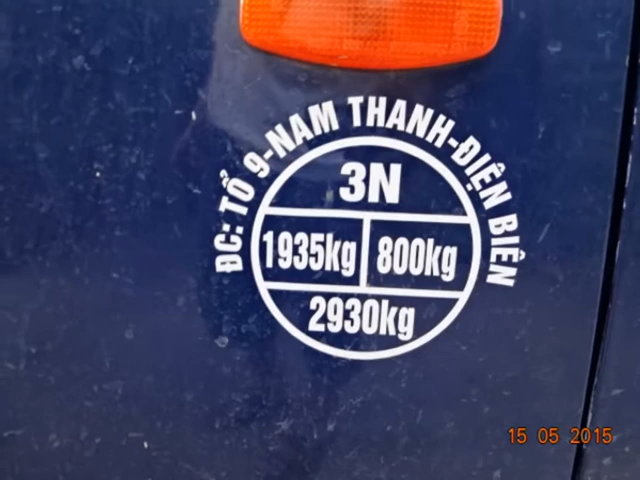 ĐC: TỔ 9-NAM THANH-ĐIỆN BIÊN
3N
1935kg 800kg
2930kg
15 05 2015